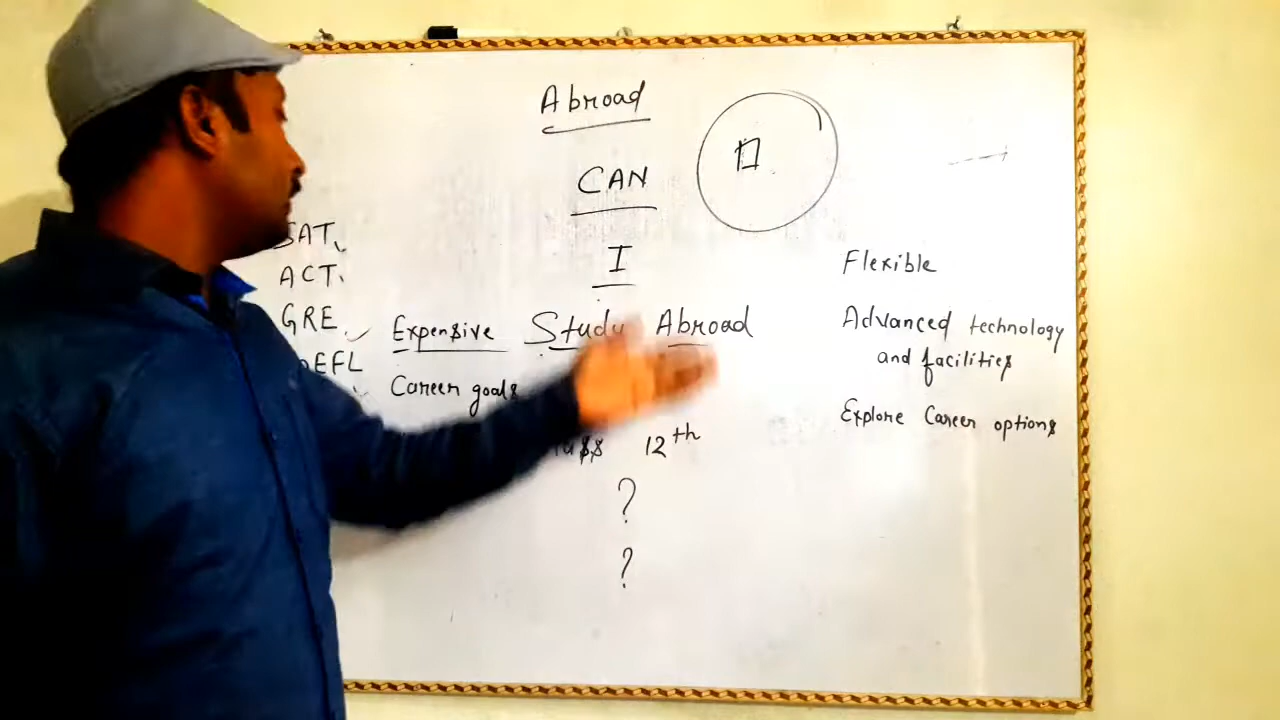 Abroad
CAN
I
Study Abroad
12th
?
?
SAT
ACT
GRE
Expensive
Career goals
Flexible
Advanced technology
and facilities
Explore Career options